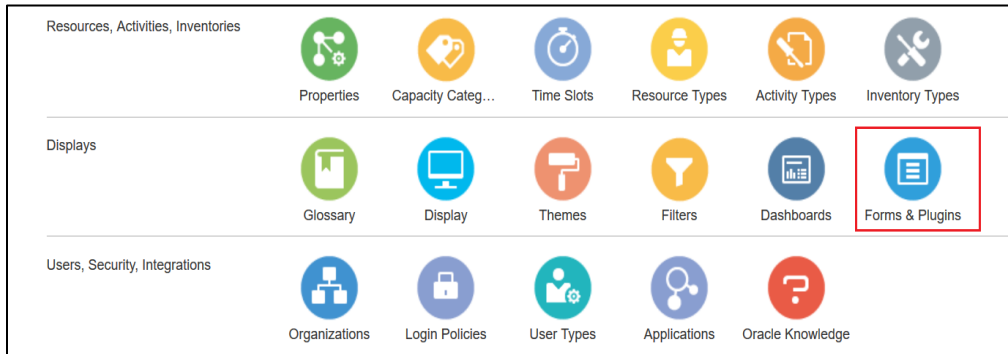 Resources, Activities, Inventories
Properties
Capacity Categ...
Time Slots
Resource Types
Activity Types
Inventory Types
Displays
Glossary
Display
Themes
Filters
Dashboards
Forms & Plugins
Users, Security, Integrations
Organizations
Login Policies
User Types
Applications
Oracle Knowledge